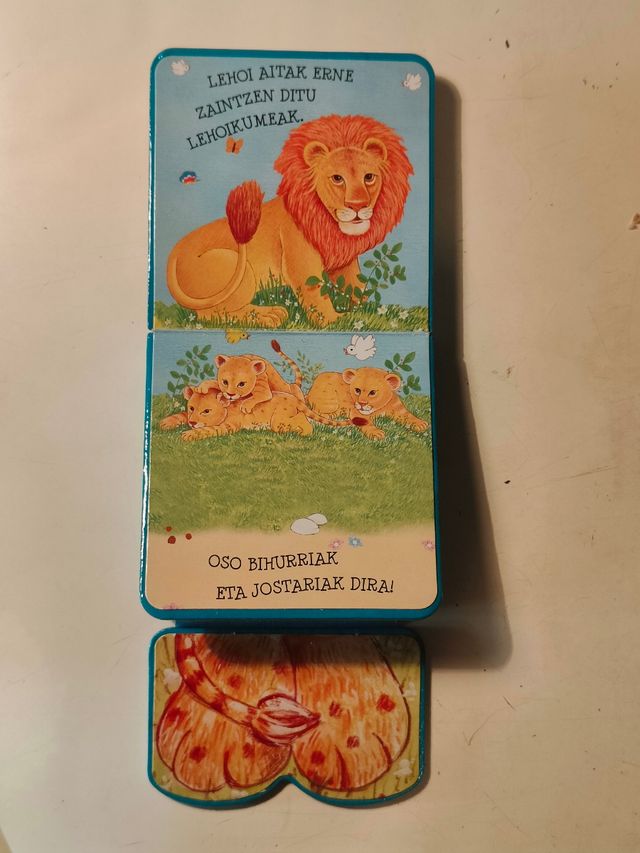 LEHOI AITAK ERNE
ZAINTZEN DITU
LEHOIKUMEAK.
OSO BIHURRIAK
ETA JOSTARIAK DIRA!